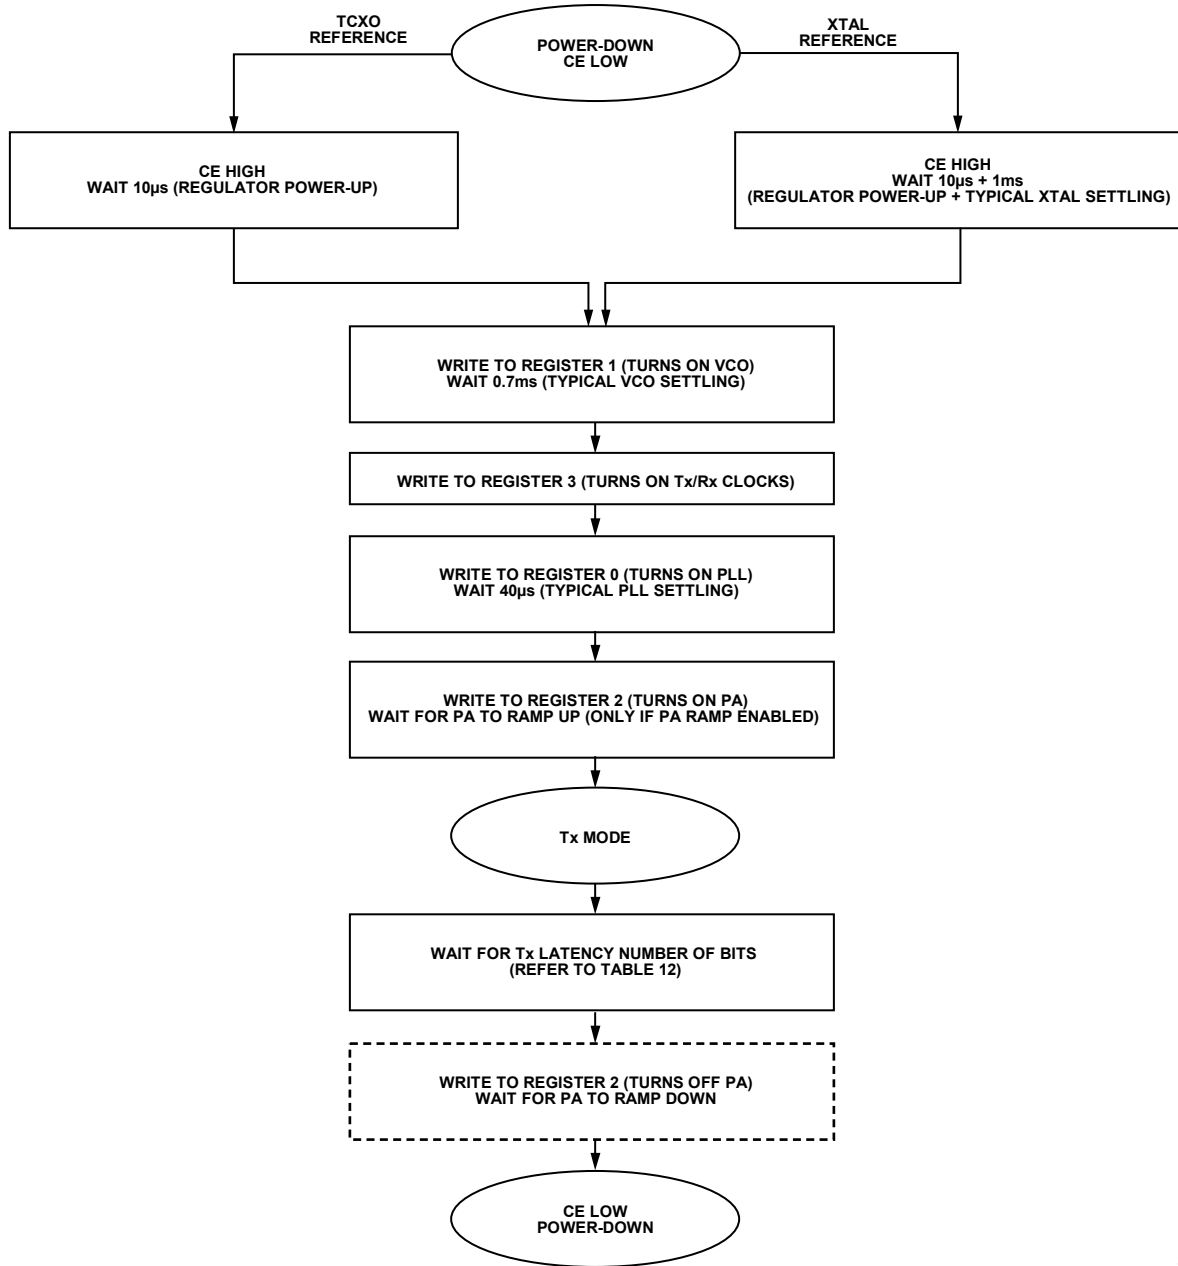 TCXO
REFERENCE
POWER-DOWN
CE LOW
XTAL
REFERENCE
CE HIGH
WAIT 10µs (REGULATOR POWER-UP)
CE HIGH
WAIT 10µs + 1ms
(REGULATOR POWER-UP + TYPICAL XTAL SETTLING)
WRITE TO REGISTER 1 (TURNS ON VCO)
WAIT 0.7ms (TYPICAL VCO SETTLING)
WRITE TO REGISTER 3 (TURNS ON Tx/Rx CLOCKS)
WRITE TO REGISTER 0 (TURNS ON PLL)
WAIT 40µs (TYPICAL PLL SETTLING)
WRITE TO REGISTER 2 (TURNS ON PA)
WAIT FOR PA TO RAMP UP (ONLY IF PA RAMP ENABLED)
Tx MODE
WAIT FOR Tx LATENCY NUMBER OF BITS
(REFER TO TABLE 12)
WRITE TO REGISTER 2 (TURNS OFF PA)
WAIT FOR PA TO RAMP DOWN
CE LOW
POWER-DOWN